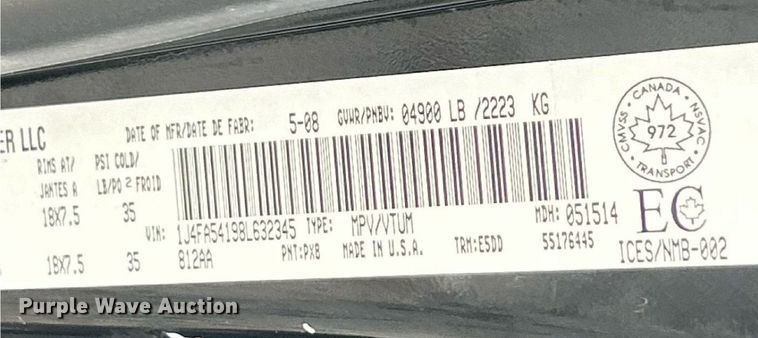 ER LLC
DATE OF MFR/DATE DE FABR: 5-08 GVWR/PNBV: 04900 LB /2223 KG
RIMS AT/ PSI COLD/
JANTES A LB/PO 2 FROID
18X7.5 35
VIN: 1J4FA54198L632345 TYPE: MPV/VTUM MDH: 051514
18X7.5 35 812AA PNT:PX8 MADE IN U.S.A. TRM:E5DD 55176445
CMVSS · CANADA · NSVAC
972
TRANSPORT
EC
ICES/NMB-002
Purple Wave Auction